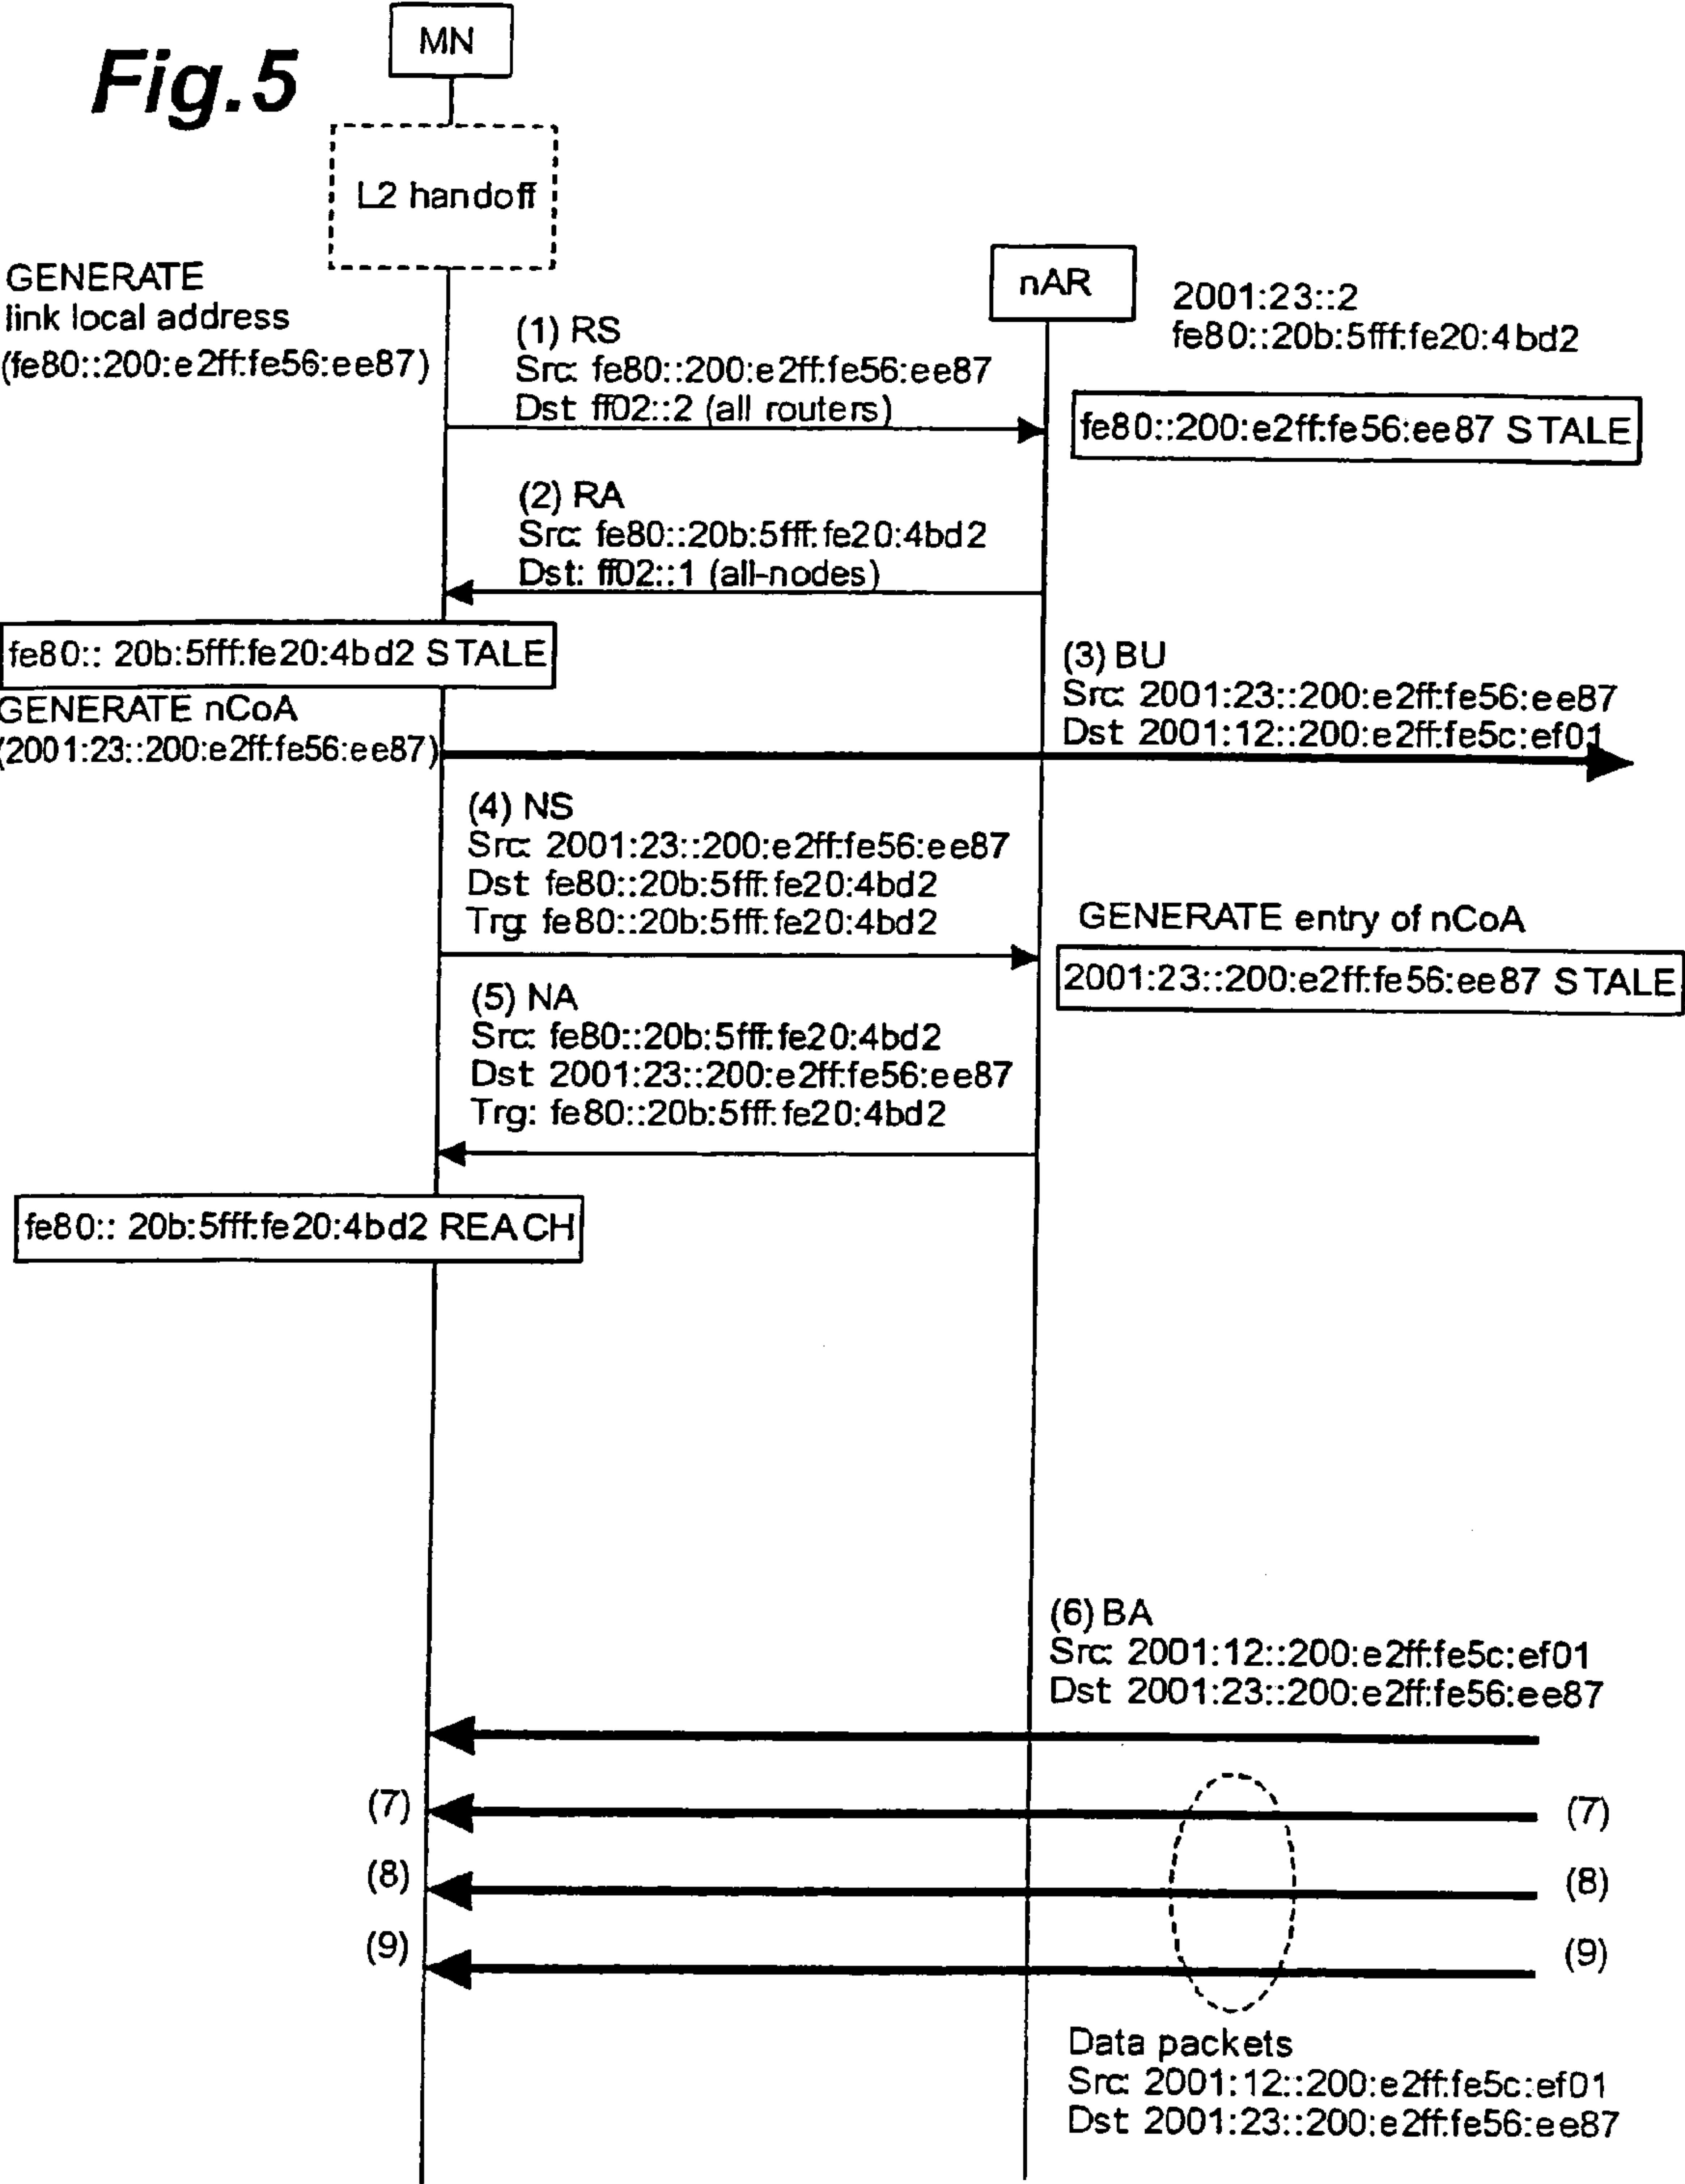 Fig.5
MN
L2 handoff
GENERATE
link local address
(fe80::200:e2ff:fe56:ee87)
nAR
2001:23::2
fe80::20b:5fff:fe20:4bd2
(1) RS
Src: fe80::200:e2ff:fe56:ee87
Dst: ff02::2 (all routers)
fe80::200:e2ff:fe56:ee87 STALE
(2) RA
Src: fe80::20b:5fff:fe20:4bd2
Dst: ff02::1 (all-nodes)
fe80:: 20b:5fff:fe20:4bd2 STALE
GENERATE nCoA
(2001:23::200:e2ff:fe56:ee87)
(3) BU
Src: 2001:23::200:e2ff:fe56:ee87
Dst: 2001:12::200:e2ff:fe5c:ef01
(4) NS
Src: 2001:23::200:e2ff:fe56:ee87
Dst: fe80::20b:5fff:fe20:4bd2
Trg: fe80::20b:5fff:fe20:4bd2
GENERATE entry of nCoA
2001:23::200:e2ff:fe56:ee87 STALE
(5) NA
Src: fe80::20b:5fff:fe20:4bd2
Dst: 2001:23::200:e2ff:fe56:ee87
Trg: fe80::20b:5fff:fe20:4bd2
fe80:: 20b:5fff:fe20:4bd2 REACH
(6) BA
Src: 2001:12::200:e2ff:fe5c:ef01
Dst: 2001:23::200:e2ff:fe56:ee87
(7)
(7)
(8)
(8)
(9)
(9)
Data packets
Src: 2001:12::200:e2ff:fe5c:ef01
Dst: 2001:23::200:e2ff:fe56:ee87